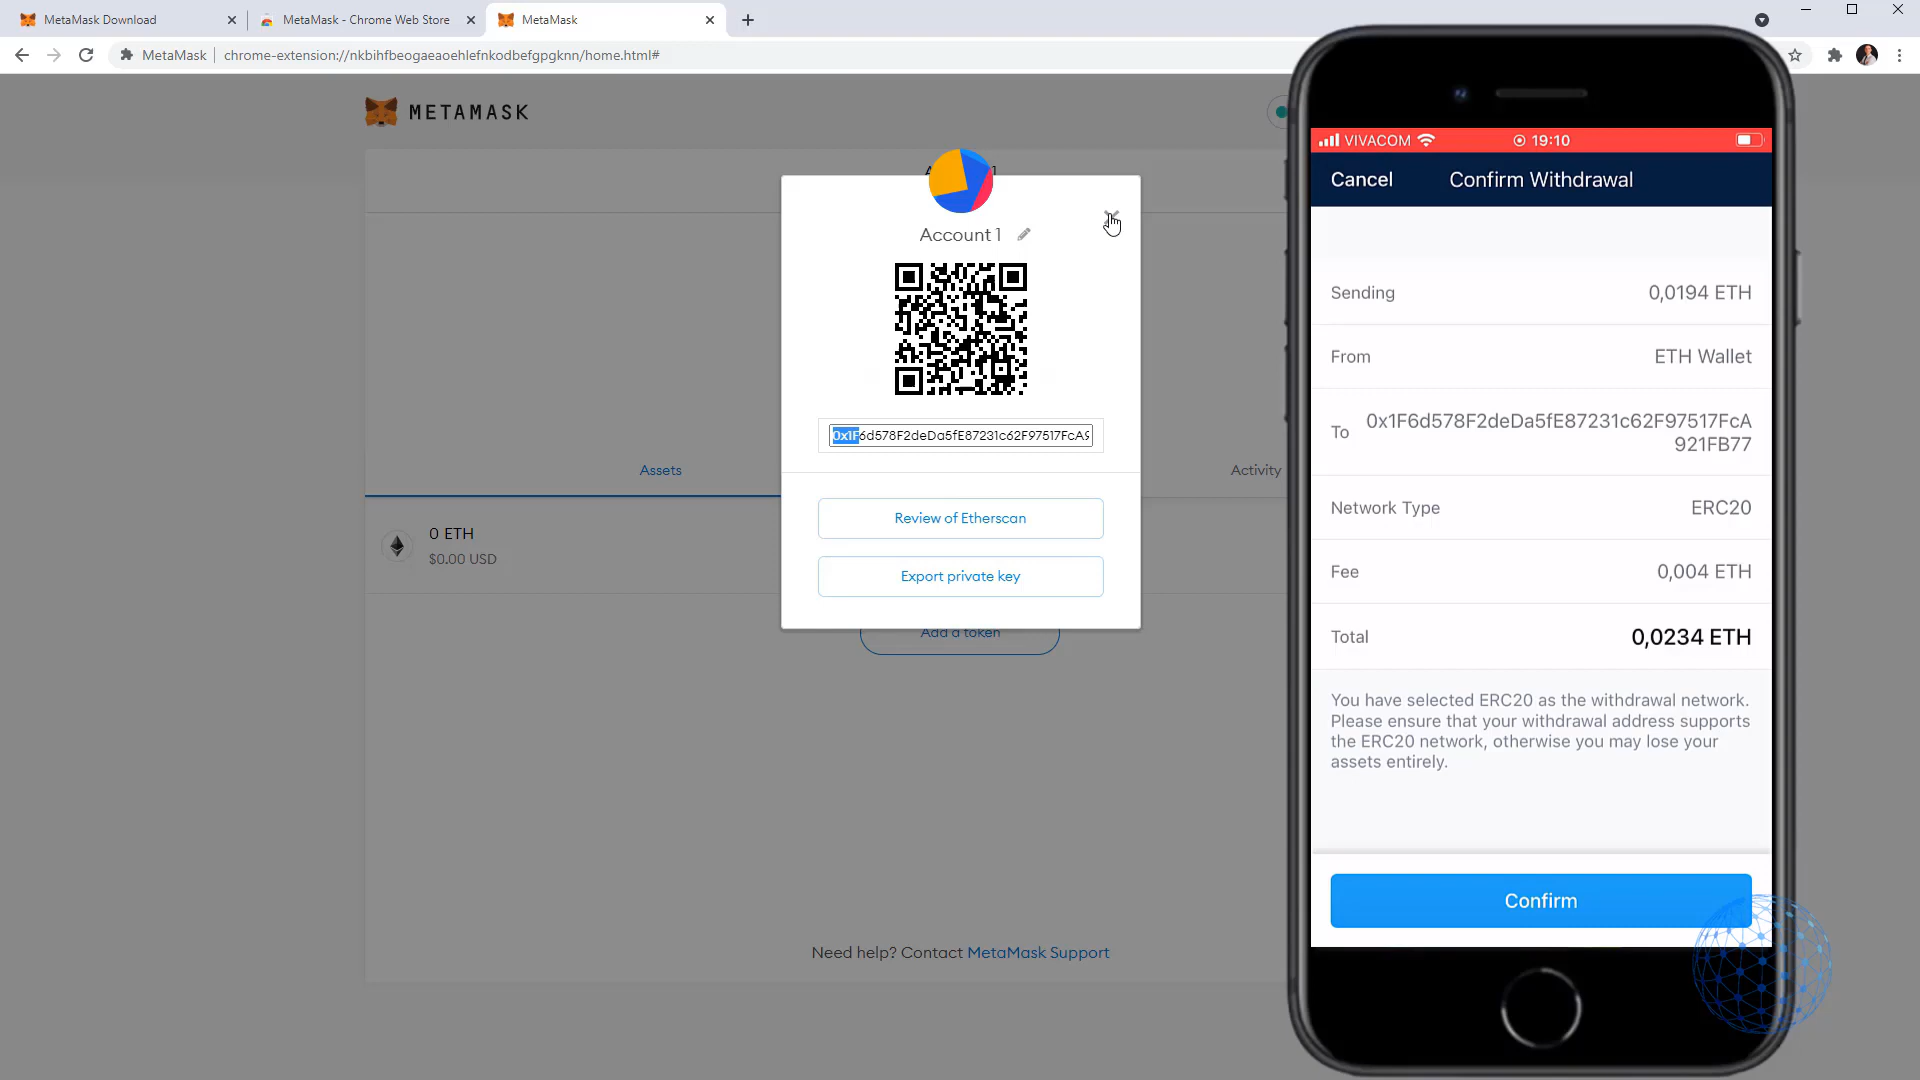 MetaMask Download
MetaMask - Chrome Web Store
MetaMask
MetaMask
chrome-extension://nkbihfbeogaeaoehlefnkodbefgpgknn/home.html#
METAMASK
Account 1
0x1F6d578F2deDa5fE87231c62F97517FcA9
Assets
Activity
0 ETH
$0.00 USD
Review of Etherscan
Export private key
Add a token
Need help? Contact MetaMask Support
VIVACOM
19:10
Cancel
Confirm Withdrawal
Sending
0,0194 ETH
From
ETH Wallet
To
0x1F6d578F2deDa5fE87231c62F97517FcA
921FB77
Network Type
ERC20
Fee
0,004 ETH
Total
0,0234 ETH
You have selected ERC20 as the withdrawal network.
Please ensure that your withdrawal address supports
the ERC20 network, otherwise you may lose your
assets entirely.
Confirm